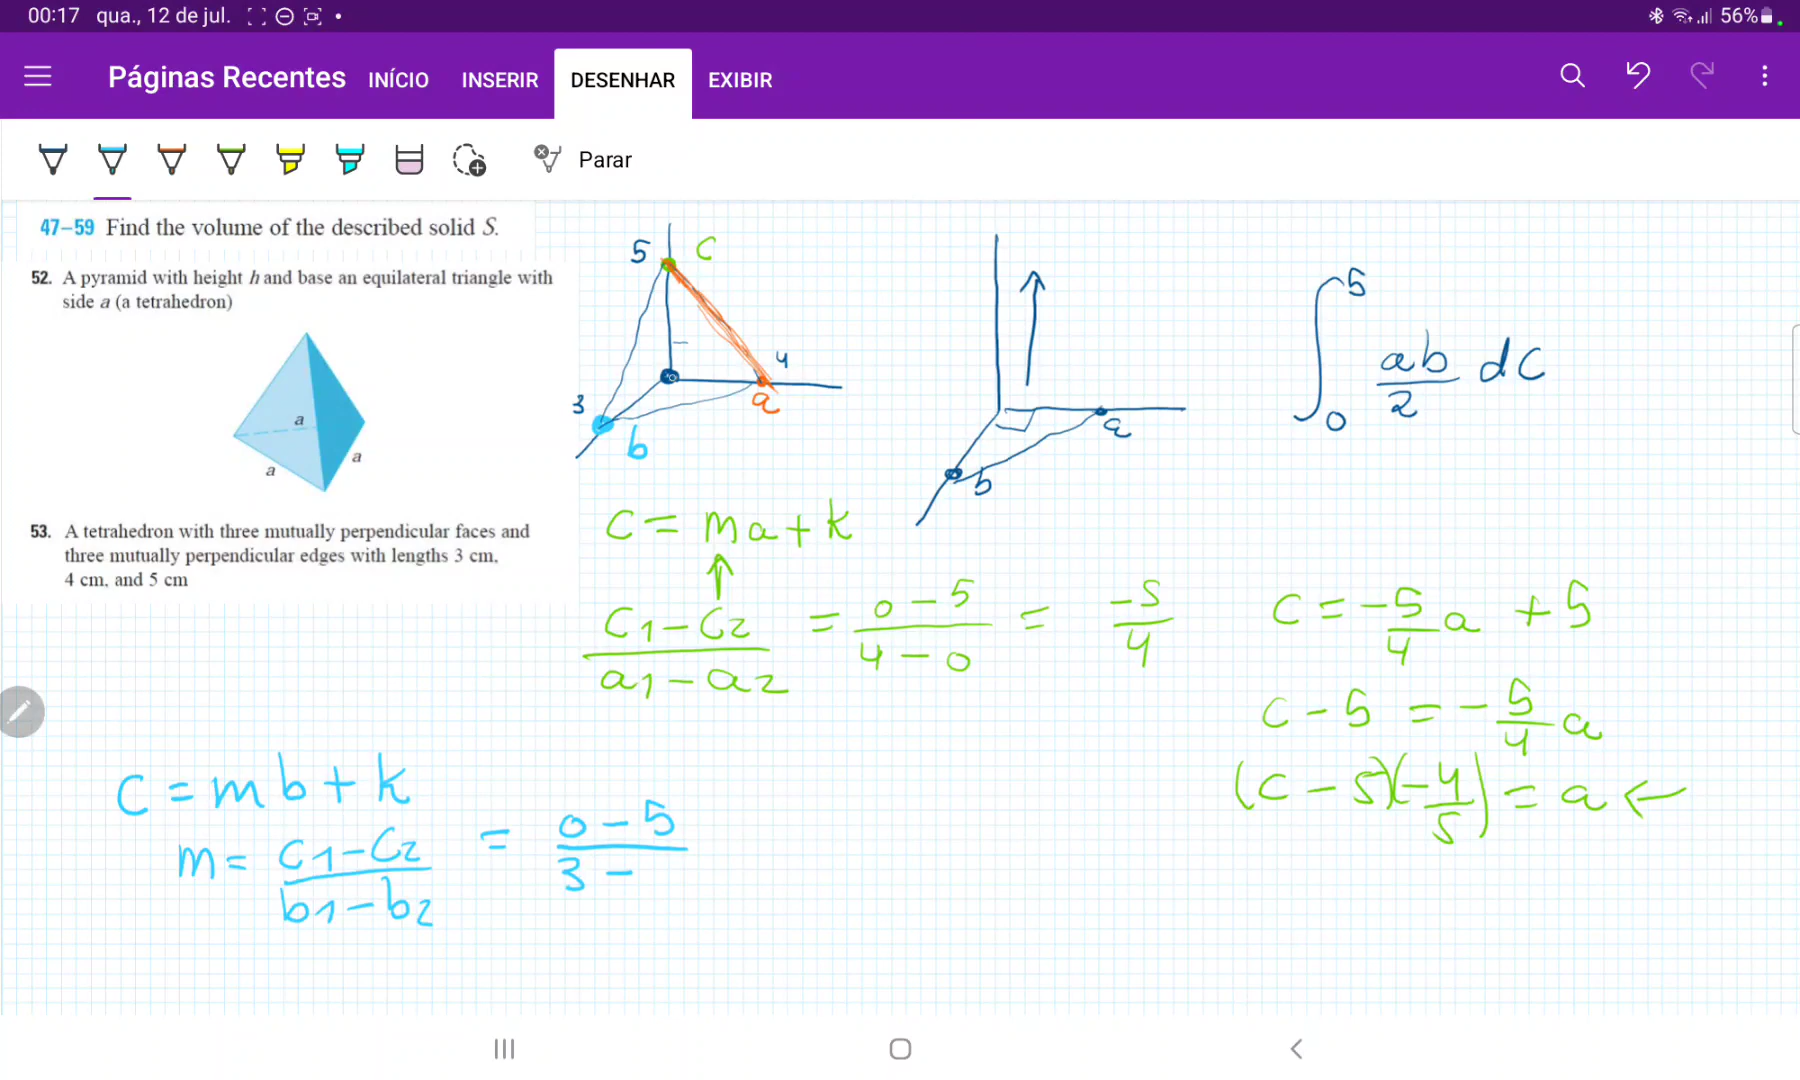 00:17 qua., 12 de jul.
56%
Páginas Recentes INÍCIO INSERIR DESENHAR EXIBIR
Parar
47–59 Find the volume of the described solid S.
52. A pyramid with height h and base an equilateral triangle with
side a (a tetrahedron)
a
a
a
53. A tetrahedron with three mutually perpendicular faces and
three mutually perpendicular edges with lengths 3 cm,
4 cm, and 5 cm
5 c
4
a
3
b
a
b
∫₀⁵ ab/2 dc
c = ma + k
↑
c1 - c2 / a1 - a2 = 0 - 5 / 4 - 0 = -5/4
c = -5/4 a + 5
c - 5 = -5/4 a
(c - 5)(-4/5) = a ←
c = mb + k
m = c1 - c2 / b1 - b2 = 0 - 5 / 3 -